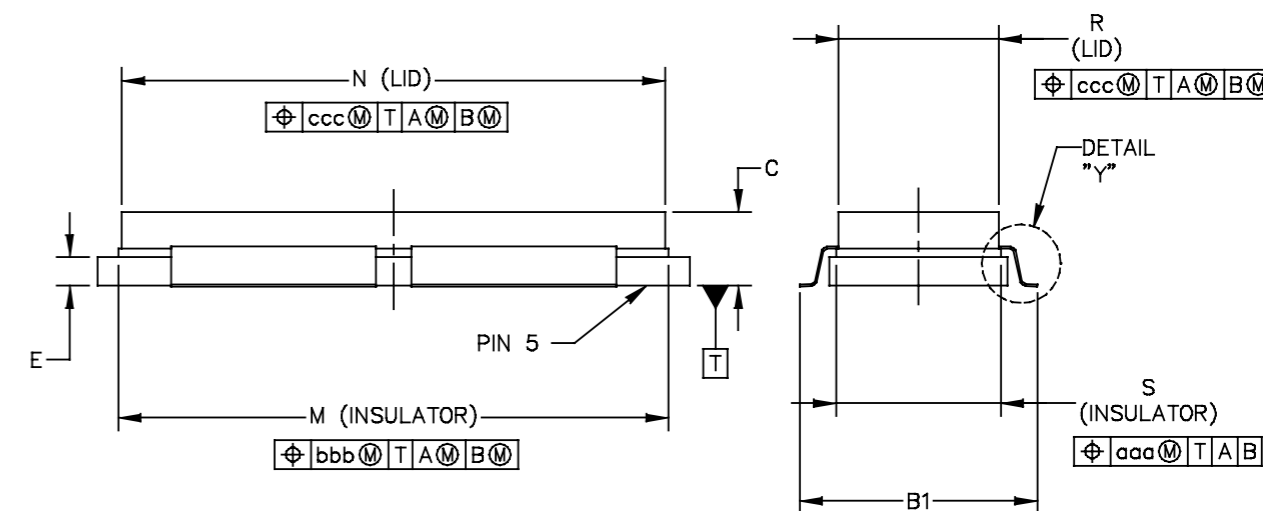 N (LID)
⌖ ccc Ⓜ T A Ⓜ B Ⓜ
R
(LID)
⌖ ccc Ⓜ T A Ⓜ B Ⓜ
DETAIL
"Y"
C
E
PIN 5
T
M (INSULATOR)
⌖ bbb Ⓜ T A Ⓜ B Ⓜ
S
(INSULATOR)
⌖ aaa Ⓜ T A B
B1